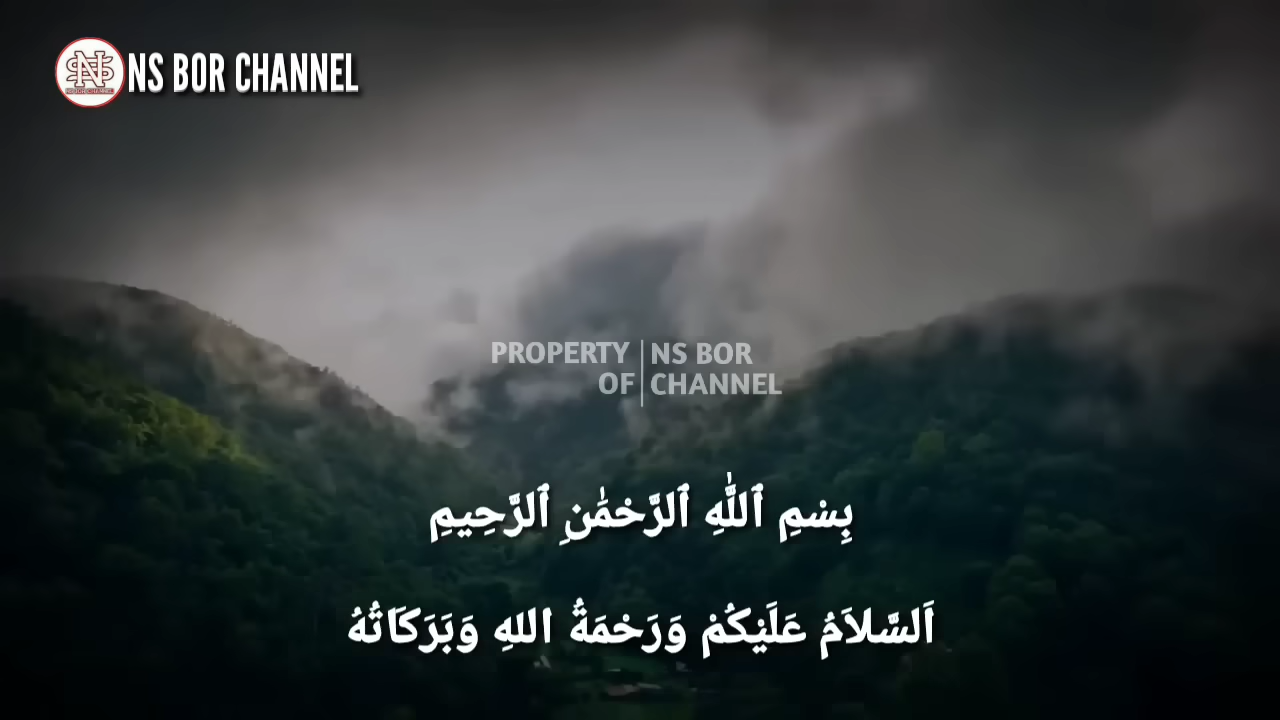 NS BOR CHANNEL
PROPERTY OF
NS BOR CHANNEL
بِسْمِ ٱللَّٰهِ ٱلرَّحْمَٰنِ ٱلرَّحِيمِ
اَلسَّلاَمُ عَلَيْكُمْ وَرَحْمَةُ اللهِ وَبَرَكَاتُهُ